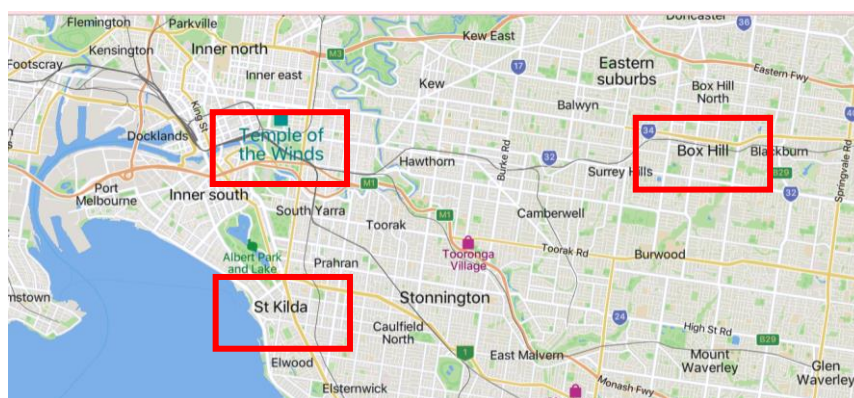 Flemington
Parkville
Doncaster
36
Kew East
Inner north
M3
Kensington
Footscray
Eastern
suburbs
17
Eastern Fwy
Inner east
Kew
Box Hill
North
King St
Balwyn
48
Docklands
Temple of
the Winds
34
Burke Rd
Box Hill
Blackburn
Springvale Rd
Hawthorn
32
Surrey Hills
B29
M1
32
Port
Melbourne
Inner south
South Yarra
M1
Camberwell
Toorak
Albert Park
and Lake
Prahran
Tooronga
Village
Toorak Rd
Burwood
mstown
St Kilda
Stonnington
24
Caulfield
North
High St Rd
B29
1
East Malvern
Mount
Waverley
Glen
Waverley
Elwood
Elsternwick
Monash Fwy